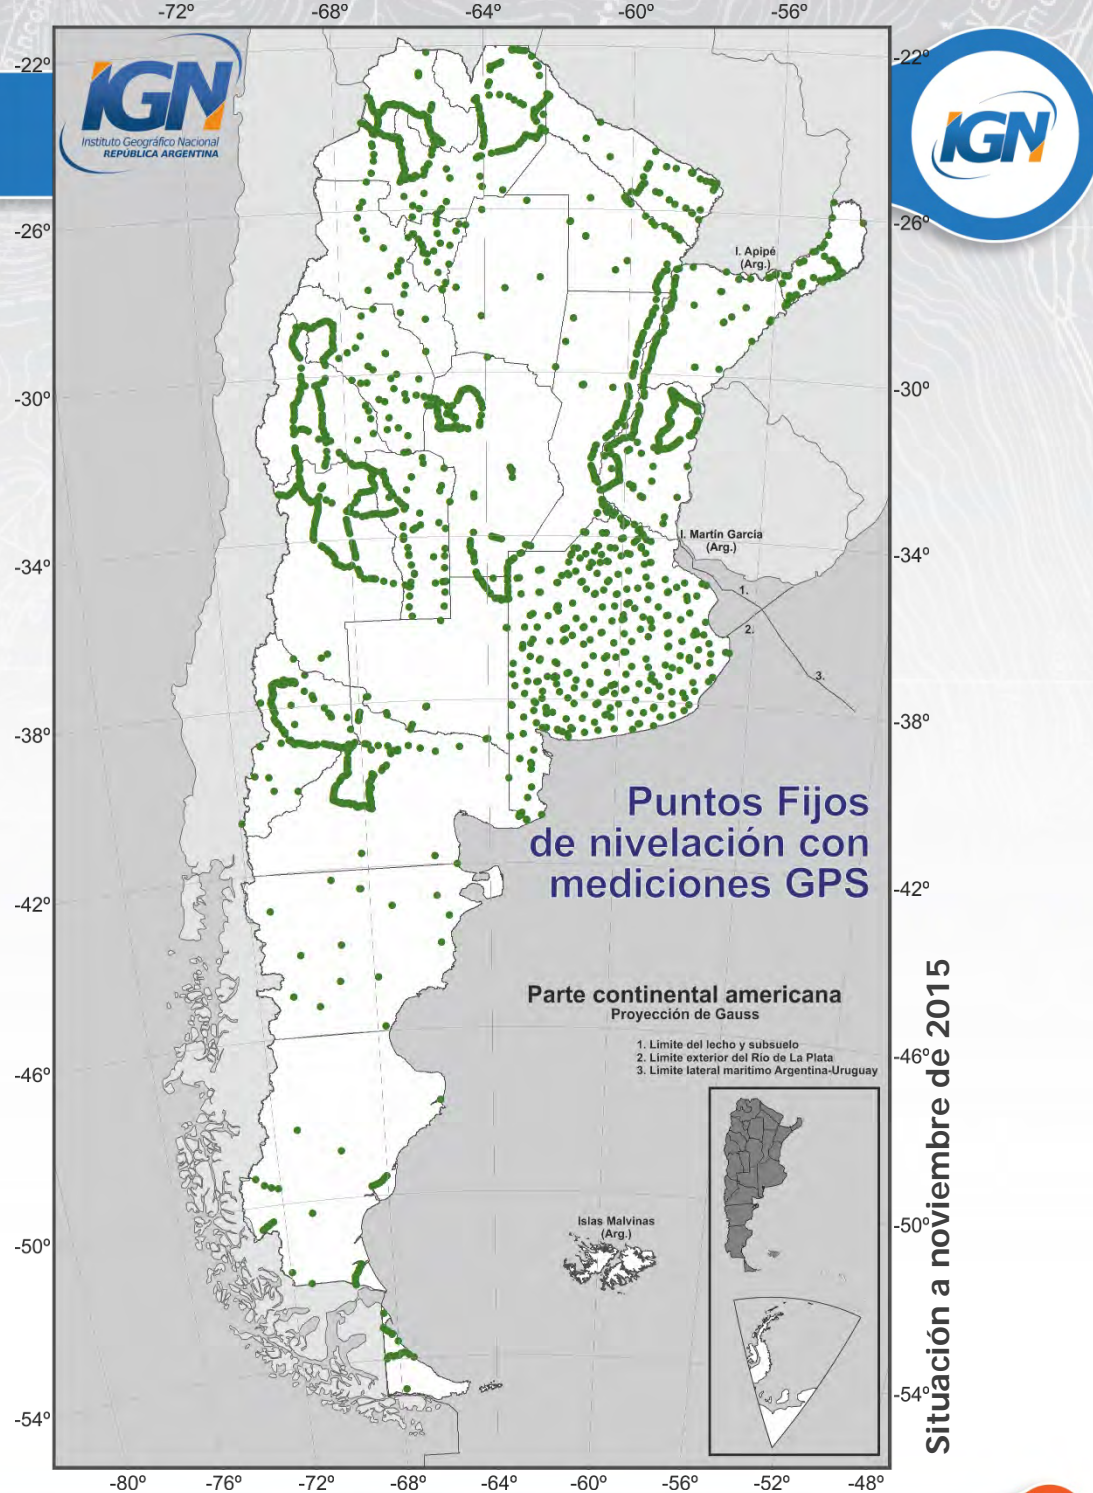 -72º -68º -64º -60º -56º
-22º
-22º
IGN
Instituto Geográfico Nacional
REPÚBLICA ARGENTINA
IGN
-26º
-26º
I. Apipé
(Arg.)
-30º
-30º
I. Martín García
(Arg.)
-34º
-34º
1.
2.
3.
-38º
-38º
Puntos Fijos
de nivelación con
mediciones GPS
-42º
-42º
Parte continental americana
Proyección de Gauss
1. Limite del lecho y subsuelo
2. Limite exterior del Río de La Plata
3. Limite lateral marítimo Argentina-Uruguay
-46º
-46º
Islas Malvinas
(Arg.)
-50º
-50º
-54º
-54º
-80º -76º -72º -68º -64º -60º -56º -52º -48º
Situación a noviembre de 2015